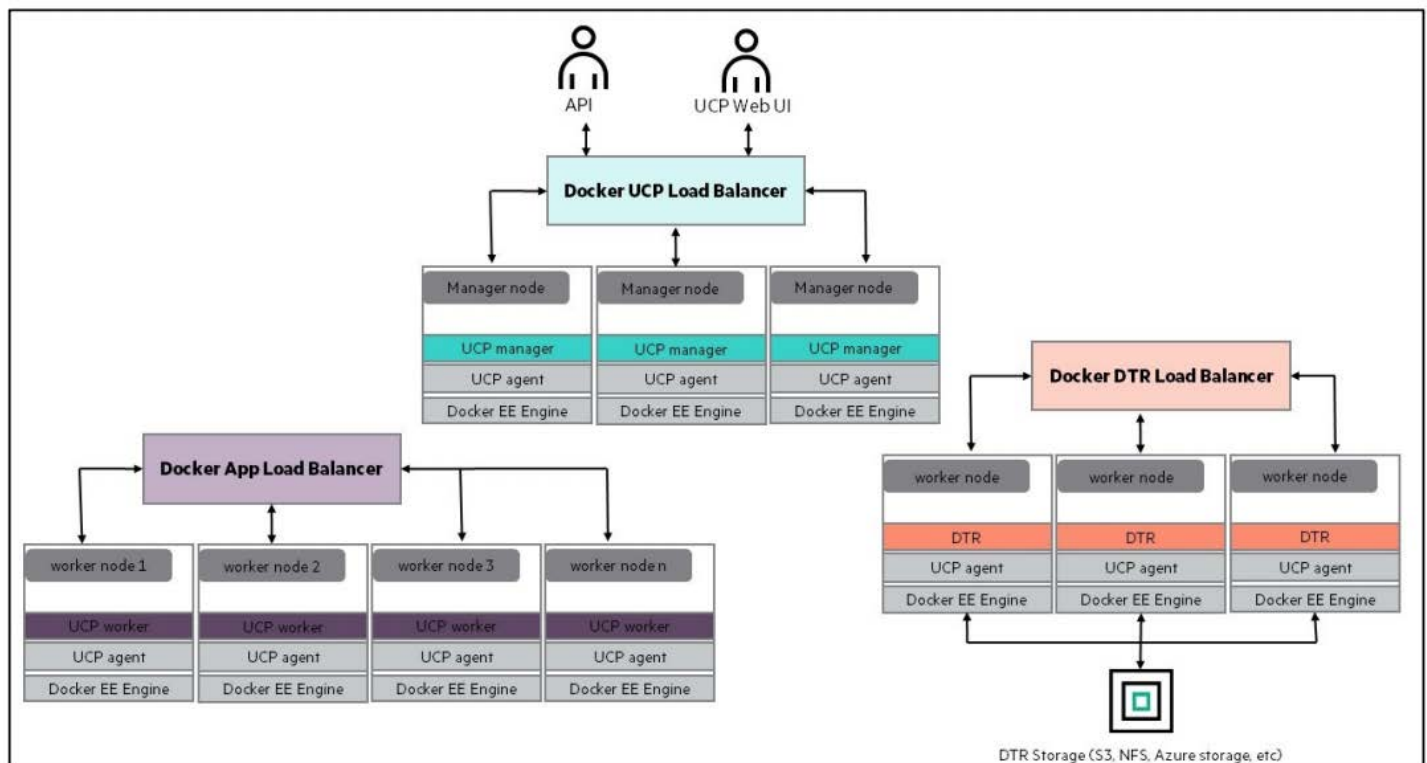 API
UCP Web UI
Docker UCP Load Balancer
Manager node
Manager node
Manager node
UCP manager
UCP manager
UCP manager
UCP agent
UCP agent
UCP agent
Docker EE Engine
Docker EE Engine
Docker EE Engine
Docker DTR Load Balancer
worker node
worker node
worker node
DTR
DTR
DTR
UCP agent
UCP agent
UCP agent
Docker EE Engine
Docker EE Engine
Docker EE Engine
DTR Storage (S3, NFS, Azure storage, etc)
Docker App Load Balancer
worker node 1
worker node 2
worker node 3
worker node n
UCP worker
UCP worker
UCP worker
UCP worker
UCP agent
UCP agent
UCP agent
UCP agent
Docker EE Engine
Docker EE Engine
Docker EE Engine
Docker EE Engine